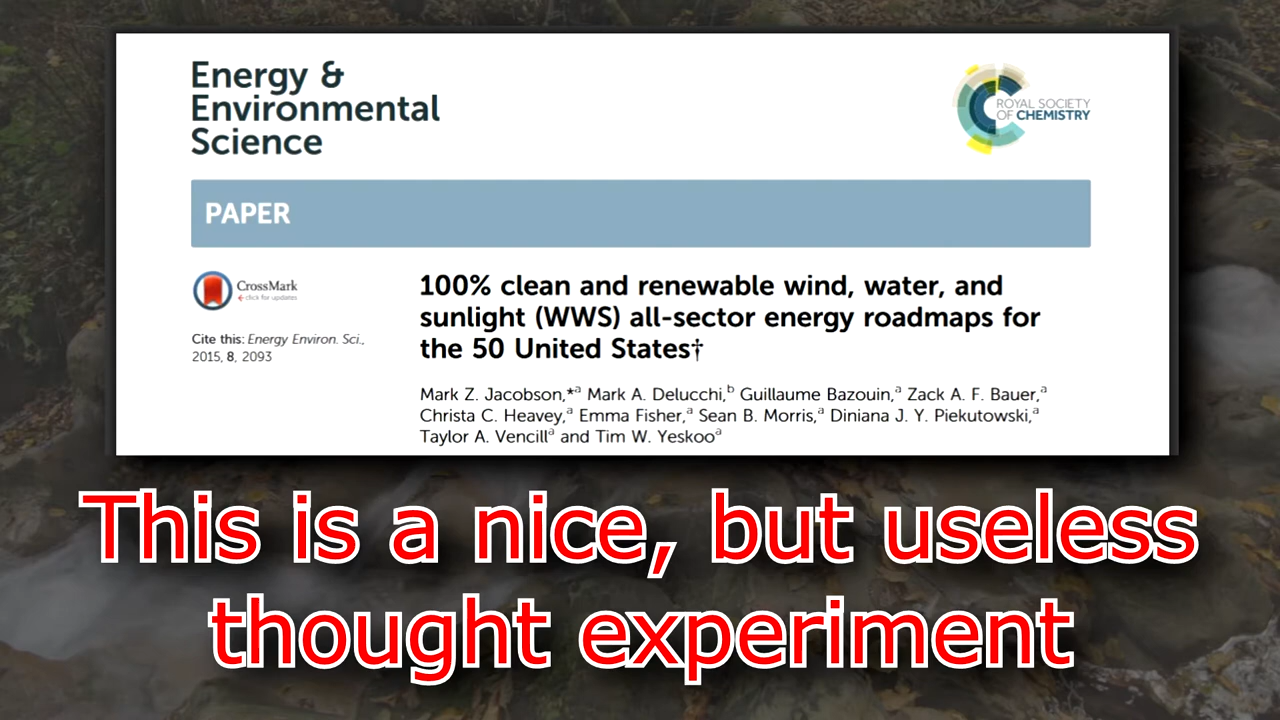 Energy &
Environmental
Science
ROYAL SOCIETY
OF CHEMISTRY
PAPER
CrossMark
click for updates
Cite this: Energy Environ. Sci.,
2015, 8, 2093
100% clean and renewable wind, water, and
sunlight (WWS) all-sector energy roadmaps for
the 50 United States†
Mark Z. Jacobson,*a Mark A. Delucchi,b Guillaume Bazouin,a Zack A. F. Bauer,a
Christa C. Heavey,a Emma Fisher,a Sean B. Morris,a Diniana J. Y. Piekutowski,a
Taylor A. Vencilla and Tim W. Yeskooa
This is a nice, but useless
thought experiment